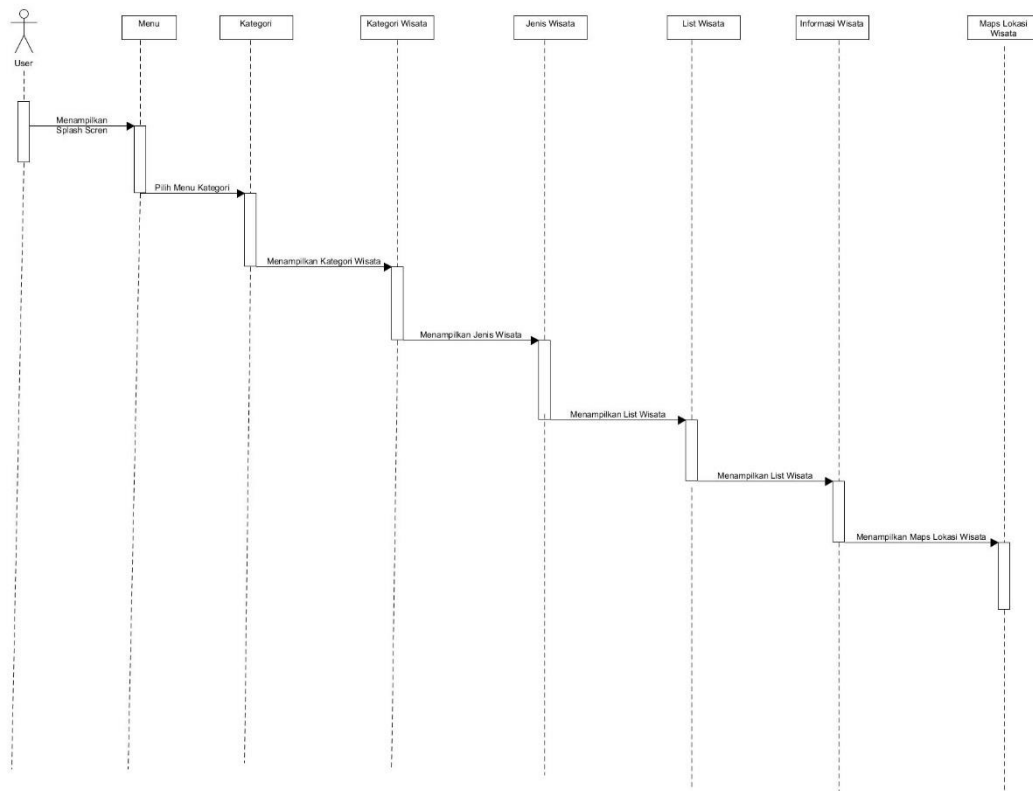 User
Menu
Kategori
Kategori Wisata
Jenis Wisata
List Wisata
Informasi Wisata
Maps Lokasi
Wisata
Menampilkan
Splash Scren
Pilih Menu Kategori
Menampilkan Kategori Wisata
Menampilkan Jenis Wisata
Menampilkan List Wisata
Menampilkan List Wisata
Menampilkan Maps Lokasi Wisata